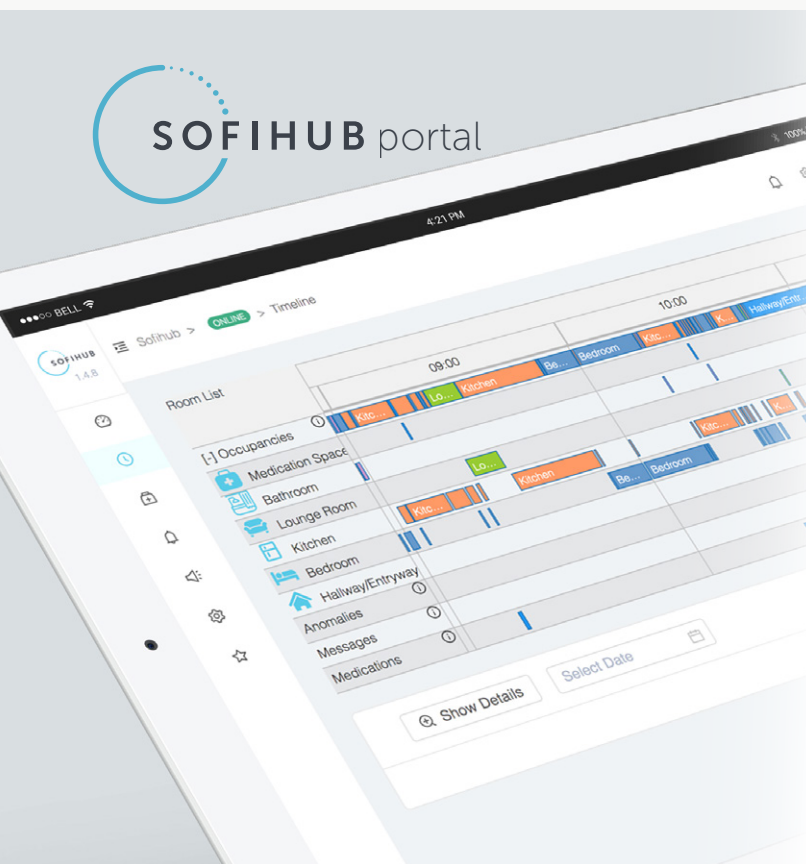 SOFIHUB portal
100%
4:21 PM
BELL
SOFIHUB
1.4.8
Sofihub > ONLINE > Timeline
Room List
09:00
10:00
[-] Occupancies
Kitc...
Lo...
Kitchen
Be...
Bedroom
Kitc...
K...
Hallway/Entr...
Medication Space
Bathroom
Lounge Room
Lo...
Kitchen
Kitc...
Kitchen
Kitc...
K...
Bedroom
Be...
Bedroom
Hallway/Entryway
Anomalies
Messages
Medications
Show Details
Select Date